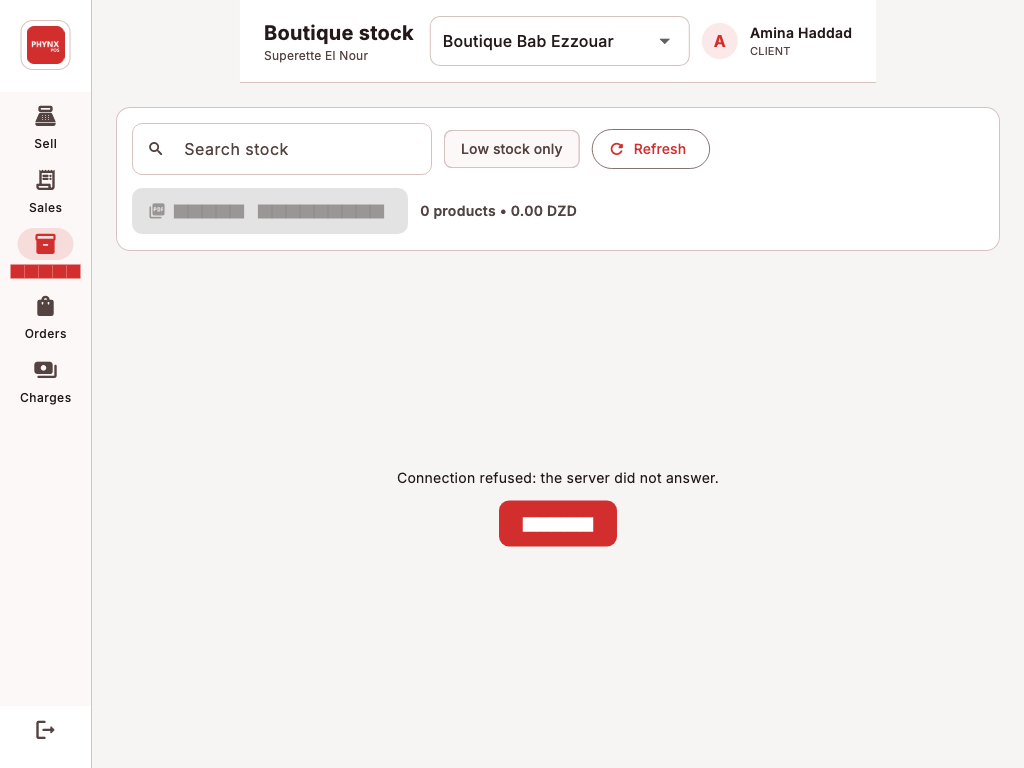 PHYNX
POS
Boutique stock
Superette El Nour
Boutique Bab Ezzouar
A
Amina Haddad
CLIENT
Sell
Sales
Orders
Charges
Search stock
Low stock only
Refresh
PDF
0 products • 0.00 DZD
Connection refused: the server did not answer.